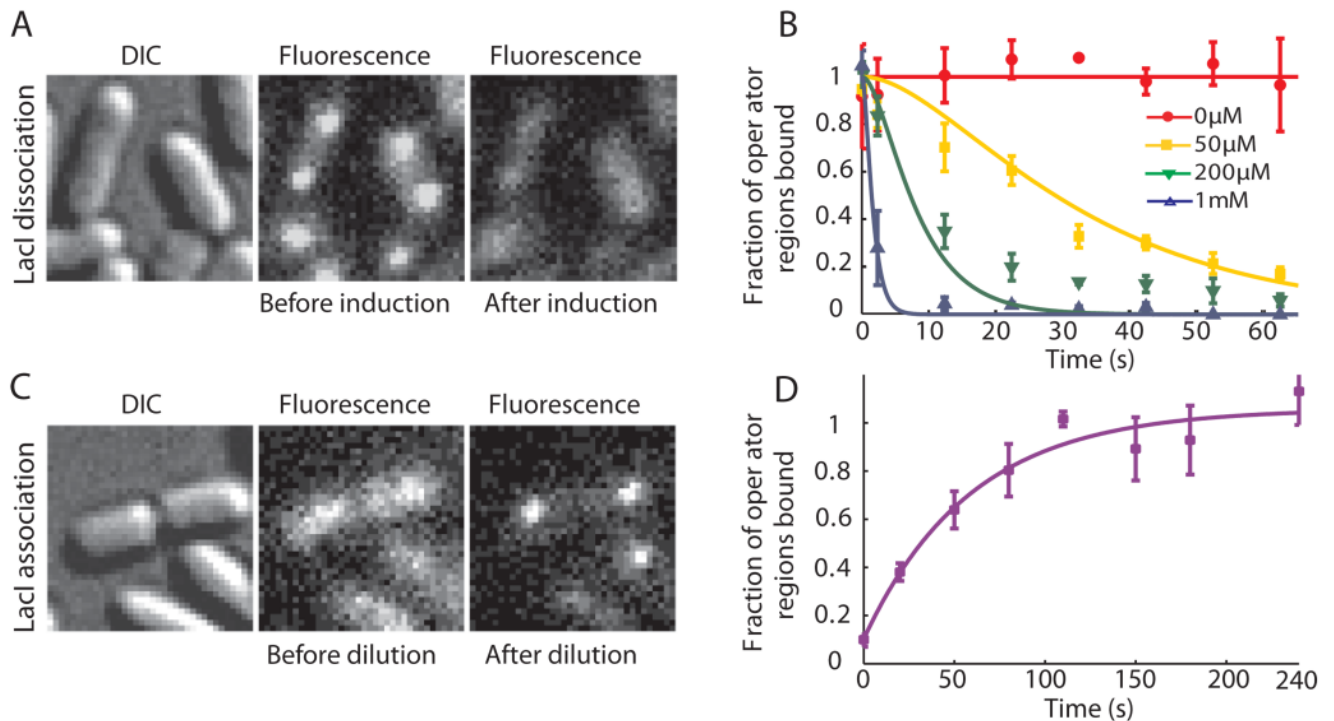 A
DIC
Fluorescence
Fluorescence
LacI dissociation
Before induction
After induction
B
Fraction of oper ator
regions bound
1
0.8
0.6
0.4
0.2
0
0μM
50μM
200μM
1mM
0
10
20
30
40
50
60
Time (s)
C
DIC
Fluorescence
Fluorescence
LacI association
Before dilution
After dilution
D
Fraction of oper ator
regions bound
1
0.8
0.6
0.4
0.2
0
0
50
100
150
200
240
Time (s)